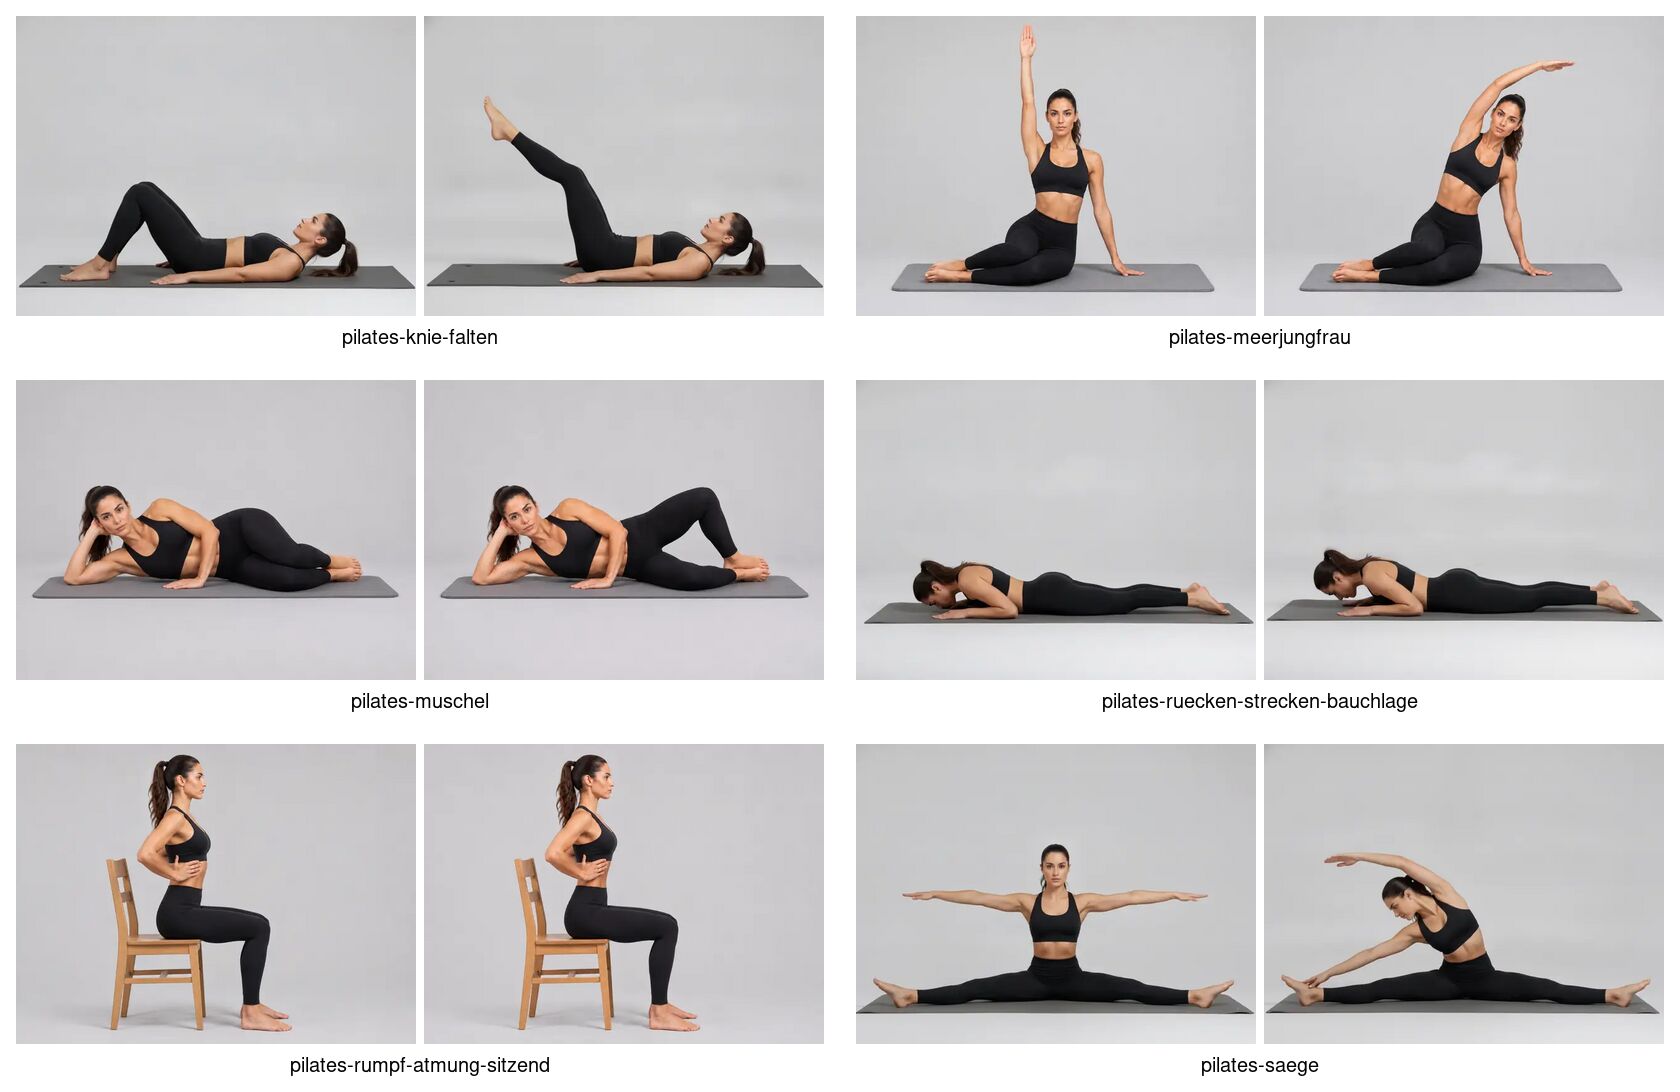 pilates-knie-falten
pilates-meerjungfrau
pilates-muschel
pilates-ruecken-strecken-bauchlage
pilates-rumpf-atmung-sitzend
pilates-saege